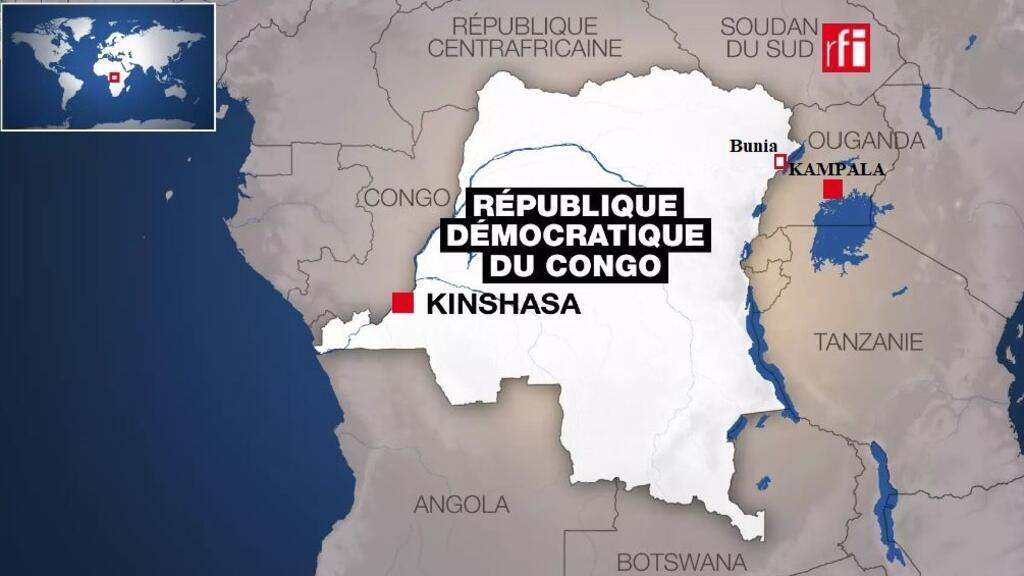 RÉPUBLIQUE
CENTRAFRICAINE
SOUDAN
DU SUD
rfi
Bunia
OUGANDA
KAMPALA
CONGO
RÉPUBLIQUE
DÉMOCRATIQUE
DU CONGO
KINSHASA
TANZANIE
ANGOLA
BOTSWANA